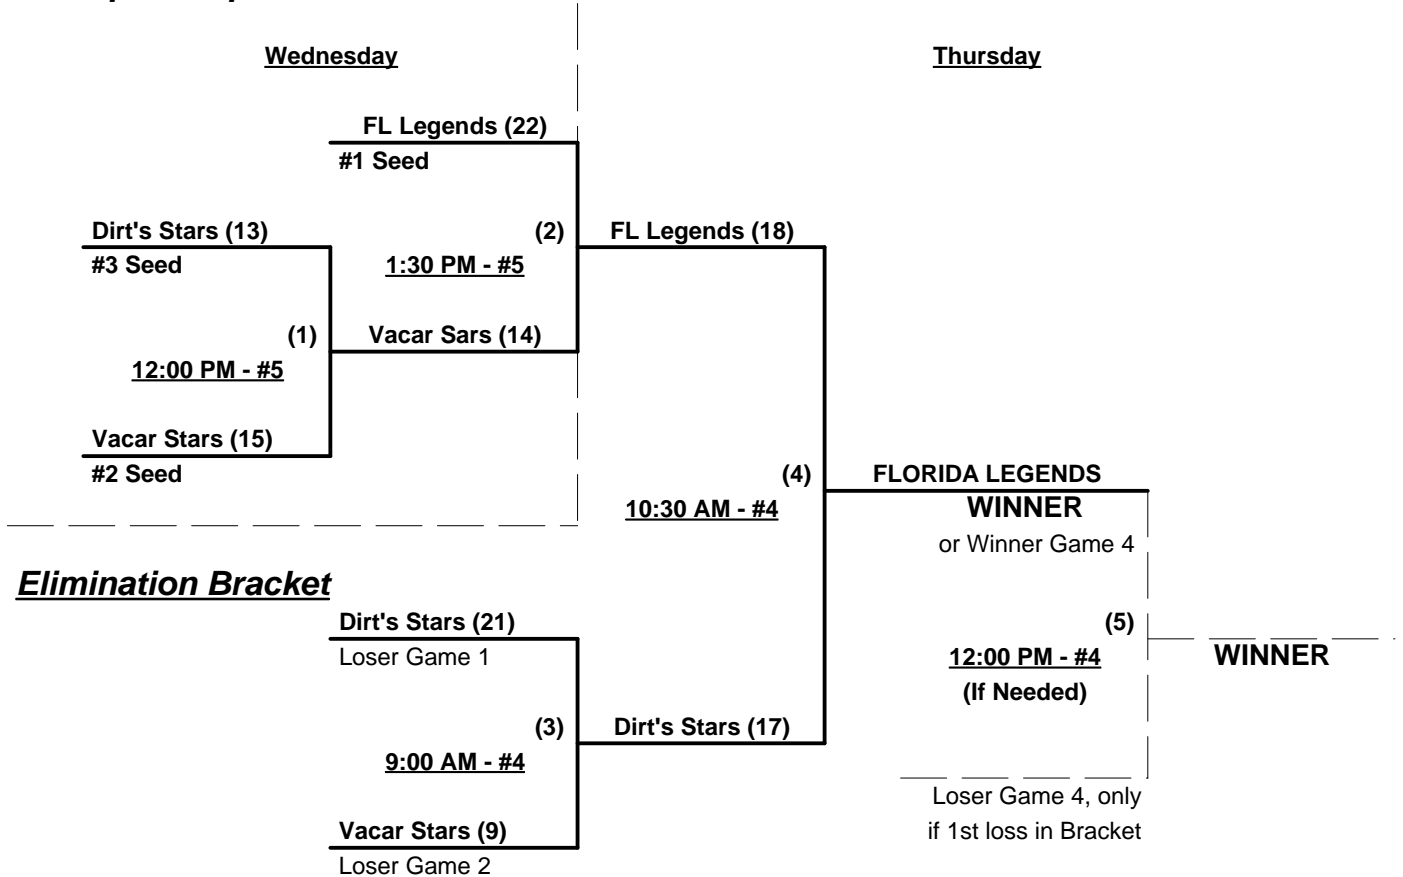 Wednesday
Thursday
FL Legends (22)
#1 Seed
Dirt's Stars (13)
(2)
FL Legends (18)
#3 Seed
1:30 PM - #5
(1)
Vacar Sars (14)
12:00 PM - #5
Vacar Stars (15)
#2 Seed
(4)
FLORIDA LEGENDS
10:30 AM - #4
WINNER
or Winner Game 4
Elimination Bracket
Dirt's Stars (21)
(5)
Loser Game 1
12:00 PM - #4
WINNER
(If Needed)
(3)
Dirt's Stars (17)
9:00 AM - #4
Loser Game 4, only
Vacar Stars (9)
if 1st loss in Bracket
Loser Game 2